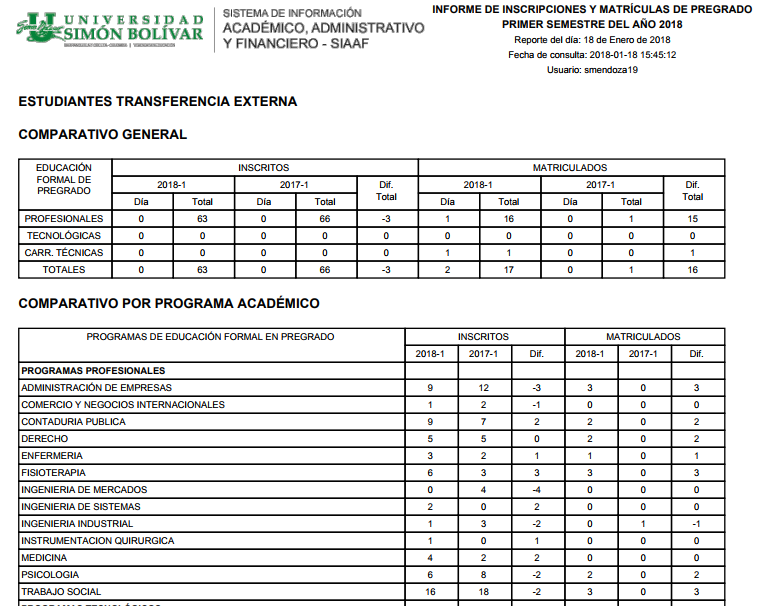 UNIVERSIDAD
SIMÓN BOLÍVAR
SISTEMA DE INFORMACIÓN
ACADÉMICO, ADMINISTRATIVO
Y FINANCIERO - SIAAF
INFORME DE INSCRIPCIONES Y MATRÍCULAS DE PREGRADO
PRIMER SEMESTRE DEL AÑO 2018
Reporte del día: 18 de Enero de 2018
Fecha de consulta: 2018-01-18 15:45:12
Usuario: smendoza19
ESTUDIANTES TRANSFERENCIA EXTERNA
COMPARATIVO GENERAL
EDUCACIÓN FORMAL DE PREGRADO INSCRITOS MATRICULADOS
2018-1 2017-1 Dif. Total 2018-1 2017-1 Dif. Total
Día Total Día Total Día Total Día Total
PROFESIONALES 0 63 0 66 -3 1 16 0 1 15
TECNOLÓGICAS 0 0 0 0 0 0 0 0 0 0
CARR. TÉCNICAS 0 0 0 0 0 1 1 0 0 1
TOTALES 0 63 0 66 -3 2 17 0 1 16
COMPARATIVO POR PROGRAMA ACADÉMICO
PROGRAMAS DE EDUCACIÓN FORMAL EN PREGRADO INSCRITOS MATRICULADOS
2018-1 2017-1 Dif. 2018-1 2017-1 Dif.
PROGRAMAS PROFESIONALES
ADMINISTRACIÓN DE EMPRESAS 9 12 -3 3 0 3
COMERCIO Y NEGOCIOS INTERNACIONALES 1 2 -1 0 0 0
CONTADURIA PUBLICA 9 7 2 2 0 2
DERECHO 5 5 0 2 0 2
ENFERMERIA 3 2 1 1 0 1
FISIOTERAPIA 6 3 3 3 0 3
INGENIERIA DE MERCADOS 0 4 -4 0 0 0
INGENIERIA DE SISTEMAS 2 0 2 0 0 0
INGENIERIA INDUSTRIAL 1 3 -2 0 1 -1
INSTRUMENTACION QUIRURGICA 1 0 1 0 0 0
MEDICINA 4 2 2 0 0 0
PSICOLOGIA 6 8 -2 2 0 2
TRABAJO SOCIAL 16 18 -2 3 0 3